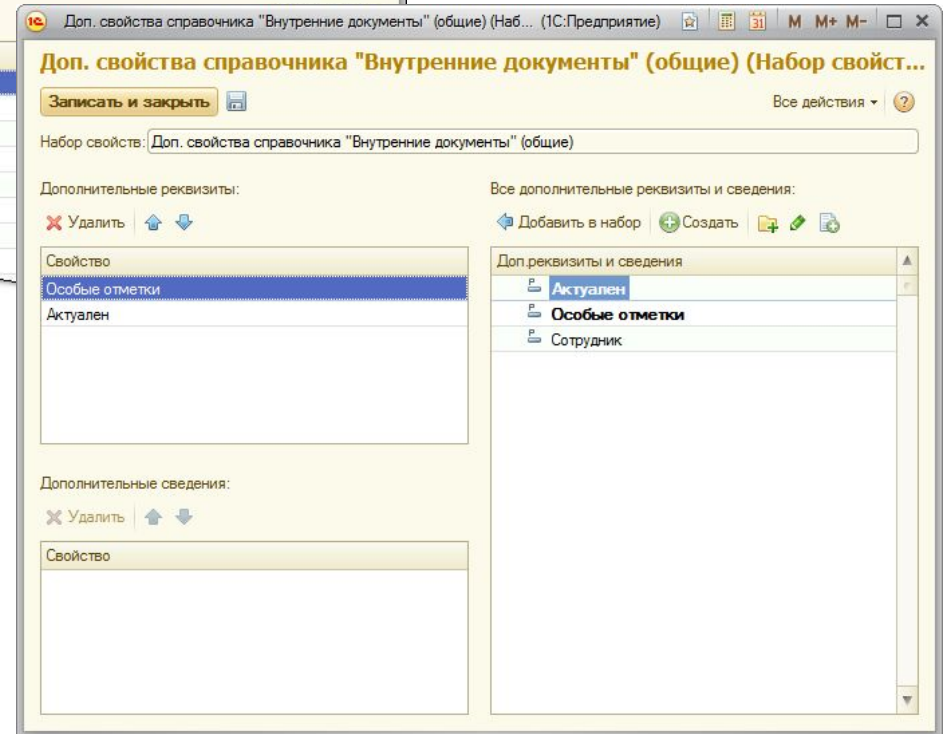 1С Доп. свойства справочника "Внутренние документы" (общие) (Наб... (1С:Предприятие) 31 M M+ M-
Доп. свойства справочника "Внутренние документы" (общие) (Набор свойст...
Записать и закрыть Все действия ?
Набор свойств: Доп. свойства справочника "Внутренние документы" (общие)
Дополнительные реквизиты:
Удалить
Свойство
Особые отметки
Актуален
Дополнительные сведения:
Удалить
Свойство
Все дополнительные реквизиты и сведения:
Добавить в набор Создать
Доп.реквизиты и сведения
Актуален
Особые отметки
Сотрудник